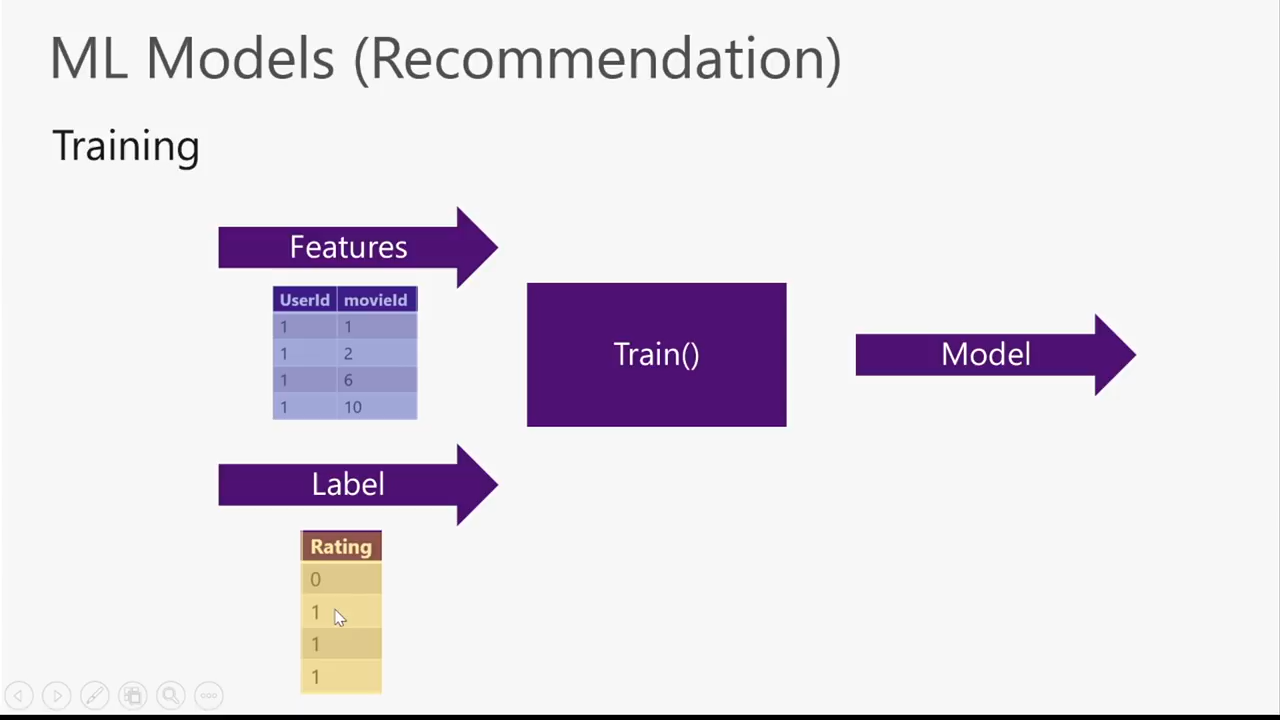 ML Models (Recommendation)
Training
Features
UserId movieId
1 1
1 2
1 6
1 10
Train()
Model
Label
Rating
0
1
1
1